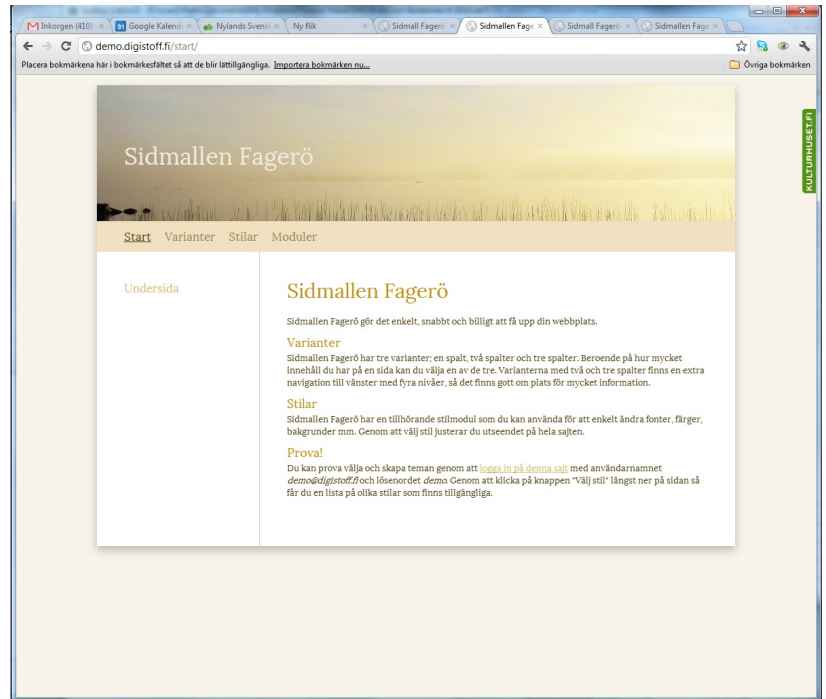 Inkorgen (410)
Google Kalend
Nylands Svens
Ny flik
Sidmall Fagerö
Sidmallen Fage
Sidmall Fagerö
Sidmallen Fage
demo.digistoff.fi/start/
Placera bokmärkena här i bokmärkesfältet så att de blir lättillgängliga. Importera bokmärken nu...
Övriga bokmärken
KULTURHUSET.FI
Sidmallen Fagerö
Start Varianter Stilar Moduler
Undersida
Sidmallen Fagerö
Sidmallen Fagerö gör det enkelt, snabbt och billigt att få upp din webbplats.
Varianter
Sidmallen Fagerö har tre varianter; en spalt, två spalter och tre spalter. Beroende på hur mycket
innehåll du har på en sida kan du välja en av de tre. Varianterna med två och tre spalter finns en extra
navigation till vänster med fyra nivåer, så det finns gott om plats för mycket information.
Stilar
Sidmallen Fagerö har en tillhörande stilmodul som du kan använda för att enkelt ändra fonter, färger,
bakgrunder mm. Genom att välj stil justerar du utseendet på hela sajten.
Prova!
Du kan prova välja och skapa teman genom att logga in på denna sajt med användarnamnet
demo@digistoff.fi och lösenordet demo. Genom att klicka på knappen "Välj stil" längst ner på sidan så
får du en lista på olika stilar som finns tillgängliga.